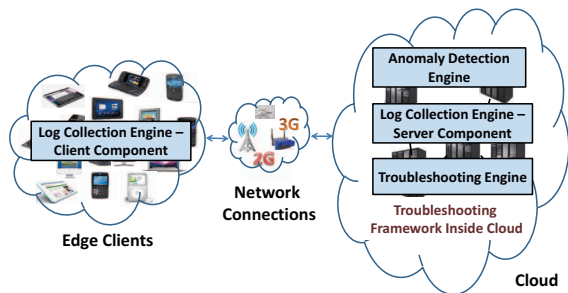 Log Collection Engine –
Client Component
Edge Clients
3G
2G
Network
Connections
Anomaly Detection
Engine
Log Collection Engine –
Server Component
Troubleshooting Engine
Troubleshooting
Framework Inside Cloud
Cloud